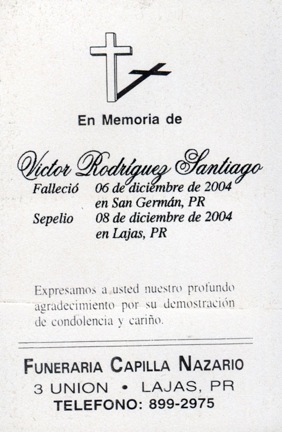 En Memoria de
Víctor Rodríguez Santiago
Falleció 06 de diciembre de 2004
en San Germán, PR
Sepelio 08 de diciembre de 2004
en Lajas, PR
Expresamos a usted nuestro profundo
agradecimiento por su demostración
de condolencia y cariño.
FUNERARIA CAPILLA NAZARIO
3 UNION • LAJAS, PR
TELEFONO: 899-2975